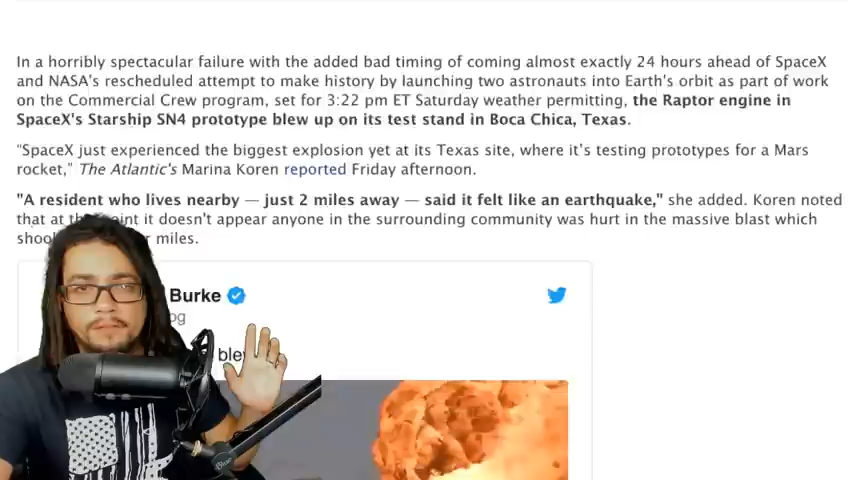 In a horribly spectacular failure with the added bad timing of coming almost exactly 24 hours ahead of SpaceX
and NASA's rescheduled attempt to make history by launching two astronauts into Earth's orbit as part of work
on the Commercial Crew program, set for 3:22 pm ET Saturday weather permitting, the Raptor engine in
SpaceX's Starship SN4 prototype blew up on its test stand in Boca Chica, Texas.
"SpaceX just experienced the biggest explosion yet at its Texas site, where it's testing prototypes for a Mars
rocket," The Atlantic's Marina Koren reported Friday afternoon.
"A resident who lives nearby — just 2 miles away — said it felt like an earthquake," she added. Koren noted
that at it doesn't appear anyone in the surrounding community was hurt in the massive blast which
miles.
Burke